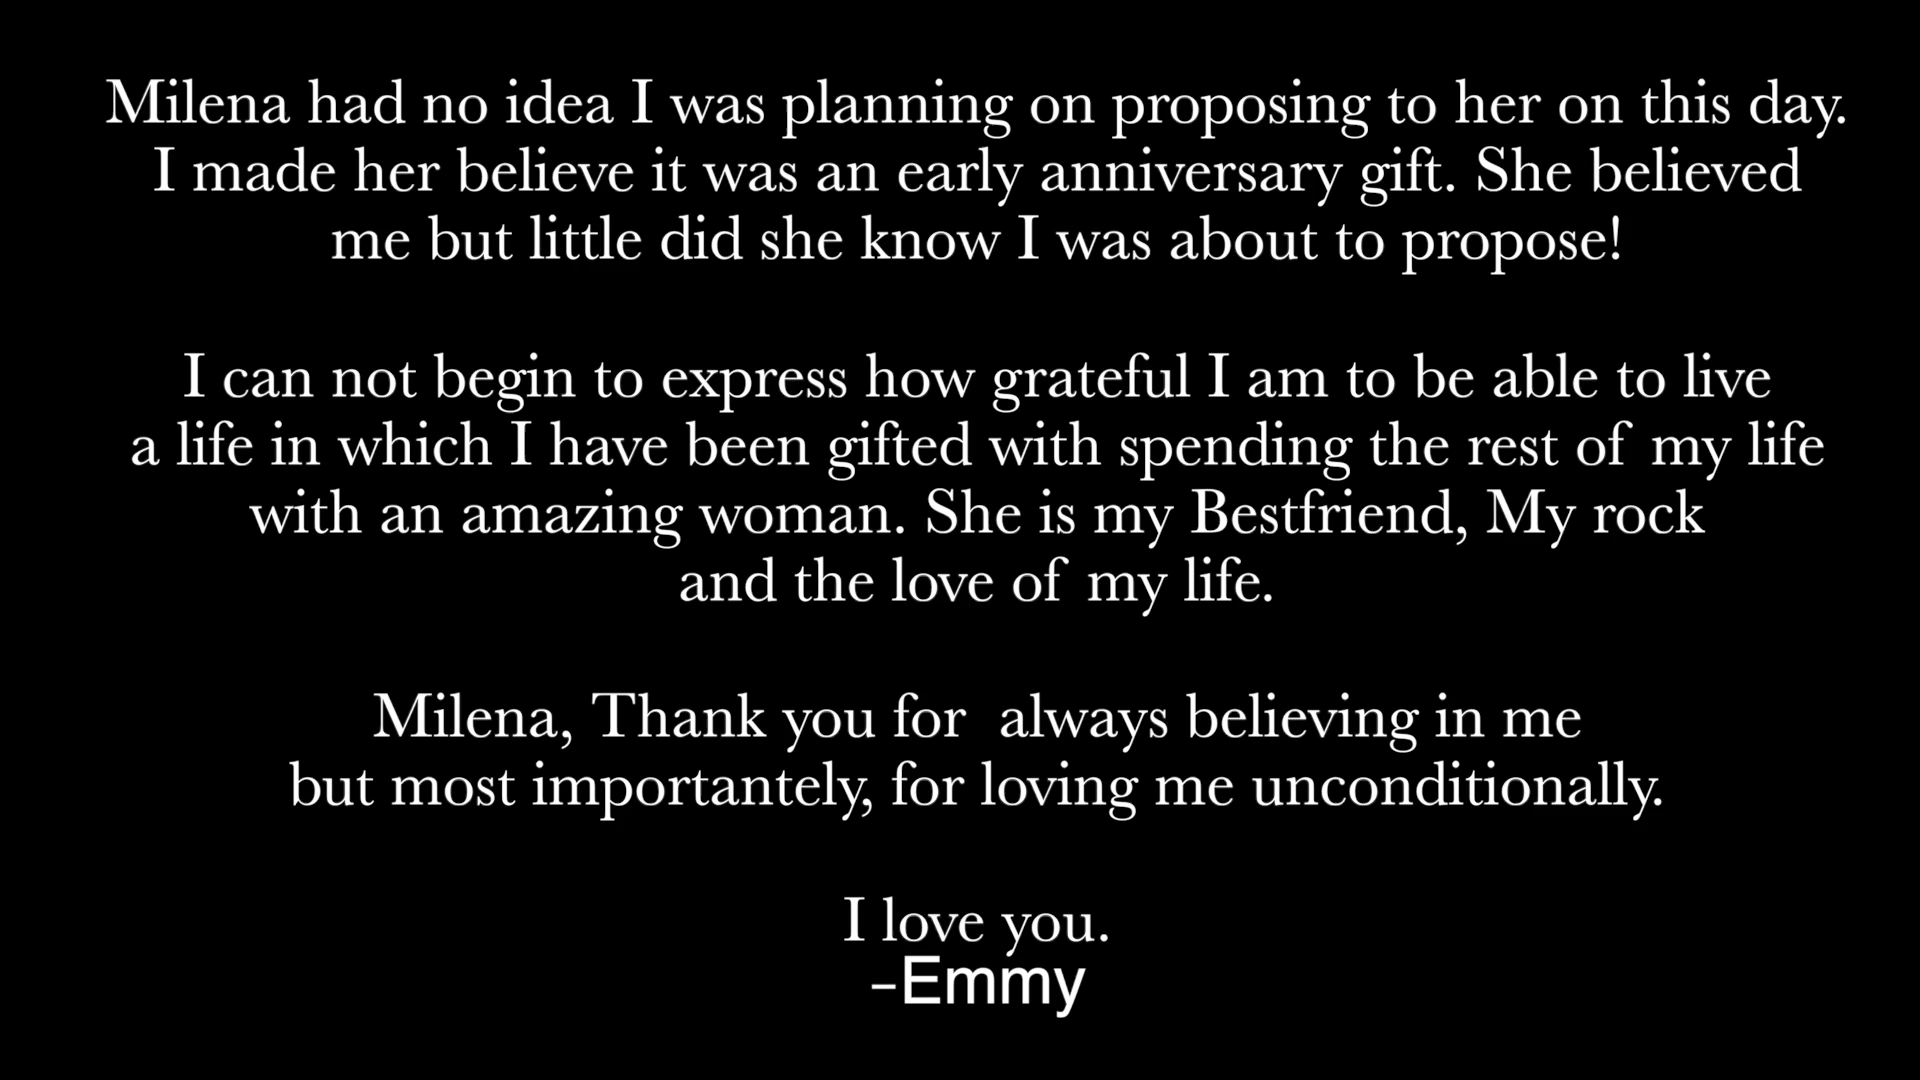 Milena had no idea I was planning on proposing to her on this day.
I made her believe it was an early anniversary gift. She believed
me but little did she know I was about to propose!
I can not begin to express how grateful I am to be able to live
a life in which I have been gifted with spending the rest of my life
with an amazing woman. She is my Bestfriend, My rock
and the love of my life.
Milena, Thank you for always believing in me
but most importantely, for loving me unconditionally.
I love you.
–Emmy